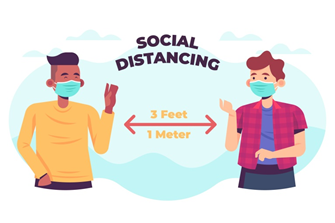 SOCIAL
DISTANCING
3 Feet
1 Meter